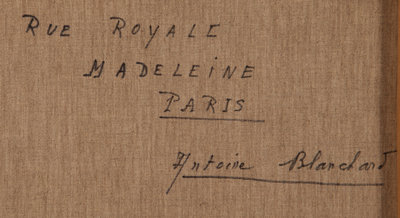 RUE ROYALE
MADELEINE
PARIS
Antoine Blanchard